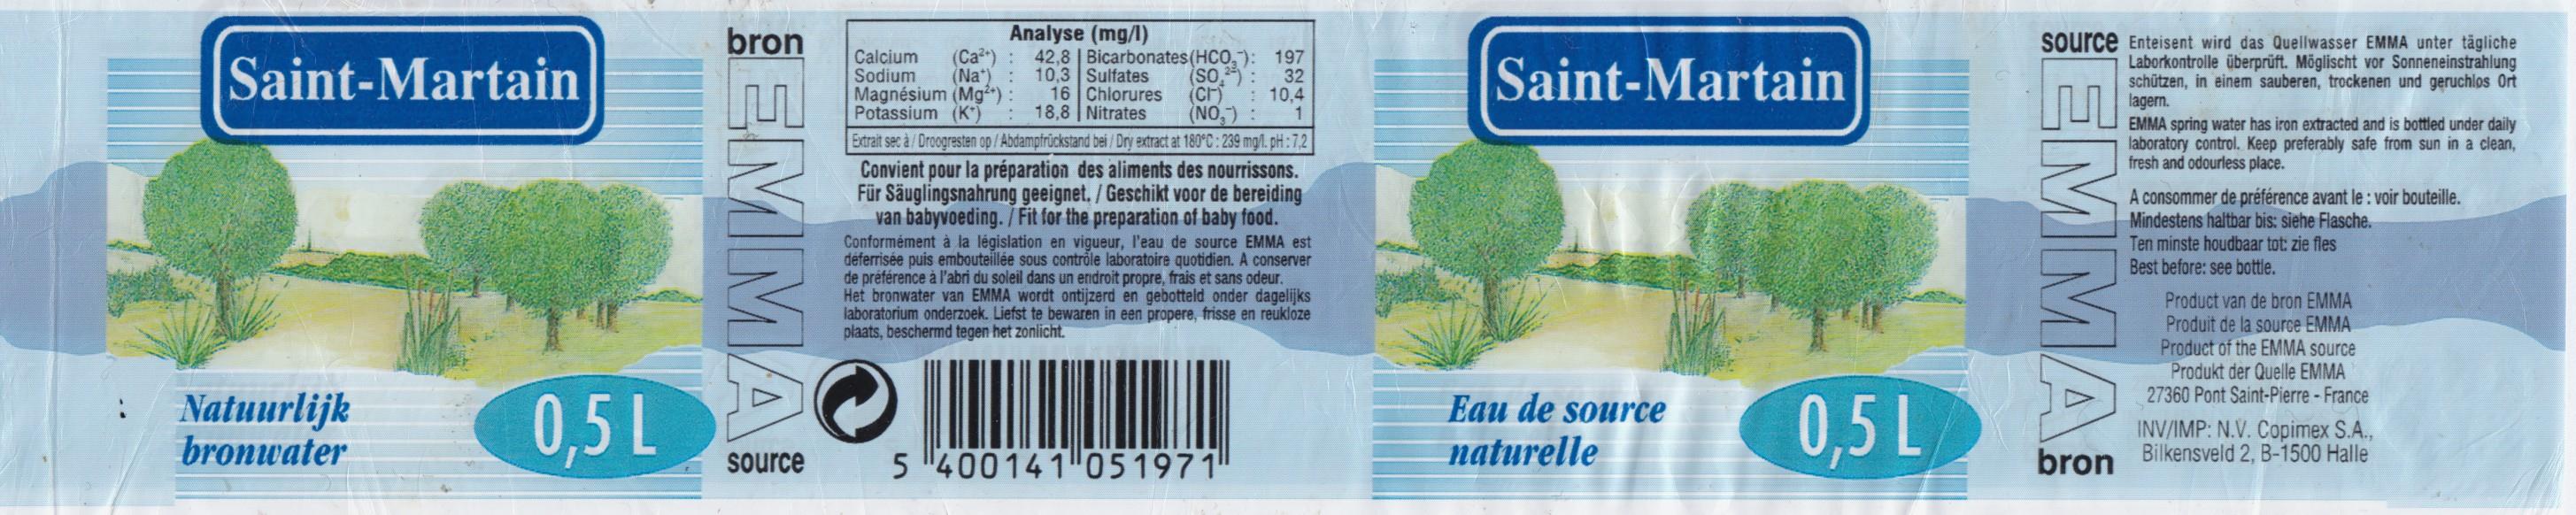 Saint-Martain
Natuurlijk
bronwater
0,5 L
bron
EMMA
source
Analyse (mg/l)
Calcium (Ca²⁺) : 42,8 | Bicarbonates (HCO₃⁻) : 197
Sodium (Na⁺) : 10,3 | Sulfates (SO₄²⁻) : 32
Magnésium (Mg²⁺) : 16 | Chlorures (Cl⁻) : 10,4
Potassium (K⁺) : 18,8 | Nitrates (NO₃⁻) : 1
Extrait sec à / Droogresten op / Abdampfrückstand bei / Dry extract at 180°C : 239 mg/l. pH : 7,2
Convient pour la préparation des aliments des nourrissons.
Für Säuglingsnahrung geeignet. / Geschikt voor de bereiding
van babyvoeding. / Fit for the preparation of baby food.
Conformément à la législation en vigueur, l'eau de source EMMA est
déferrisée puis embouteillée sous contrôle laboratoire quotidien. A conserver
de préférence à l'abri du soleil dans un endroit propre, frais et sans odeur.
Het bronwater van EMMA wordt ontijzerd en gebotteld onder dagelijks
laboratorium onderzoek. Liefst te bewaren in een propere, frisse en reukloze
plaats, beschermd tegen het zonlicht.
5 400141 051971
Saint-Martain
Eau de source
naturelle
0,5 L
source
EMMA
bron
Enteisent wird das Quellwasser EMMA unter tägliche
Laborkontrolle überprüft. Möglischt vor Sonneneinstrahlung
schützen, in einem sauberen, trockenen und geruchlos Ort
lagern.
EMMA spring water has iron extracted and is bottled under daily
laboratory control. Keep preferably safe from sun in a clean,
fresh and odourless place.
A consommer de préférence avant le : voir bouteille.
Mindestens haltbar bis: siehe Flasche.
Ten minste houdbaar tot: zie fles
Best before: see bottle.
Product van de bron EMMA
Produit de la source EMMA
Product of the EMMA source
Produkt der Quelle EMMA
27360 Pont Saint-Pierre - France
INV/IMP: N.V. Copimex S.A.,
Bilkensveld 2, B-1500 Halle